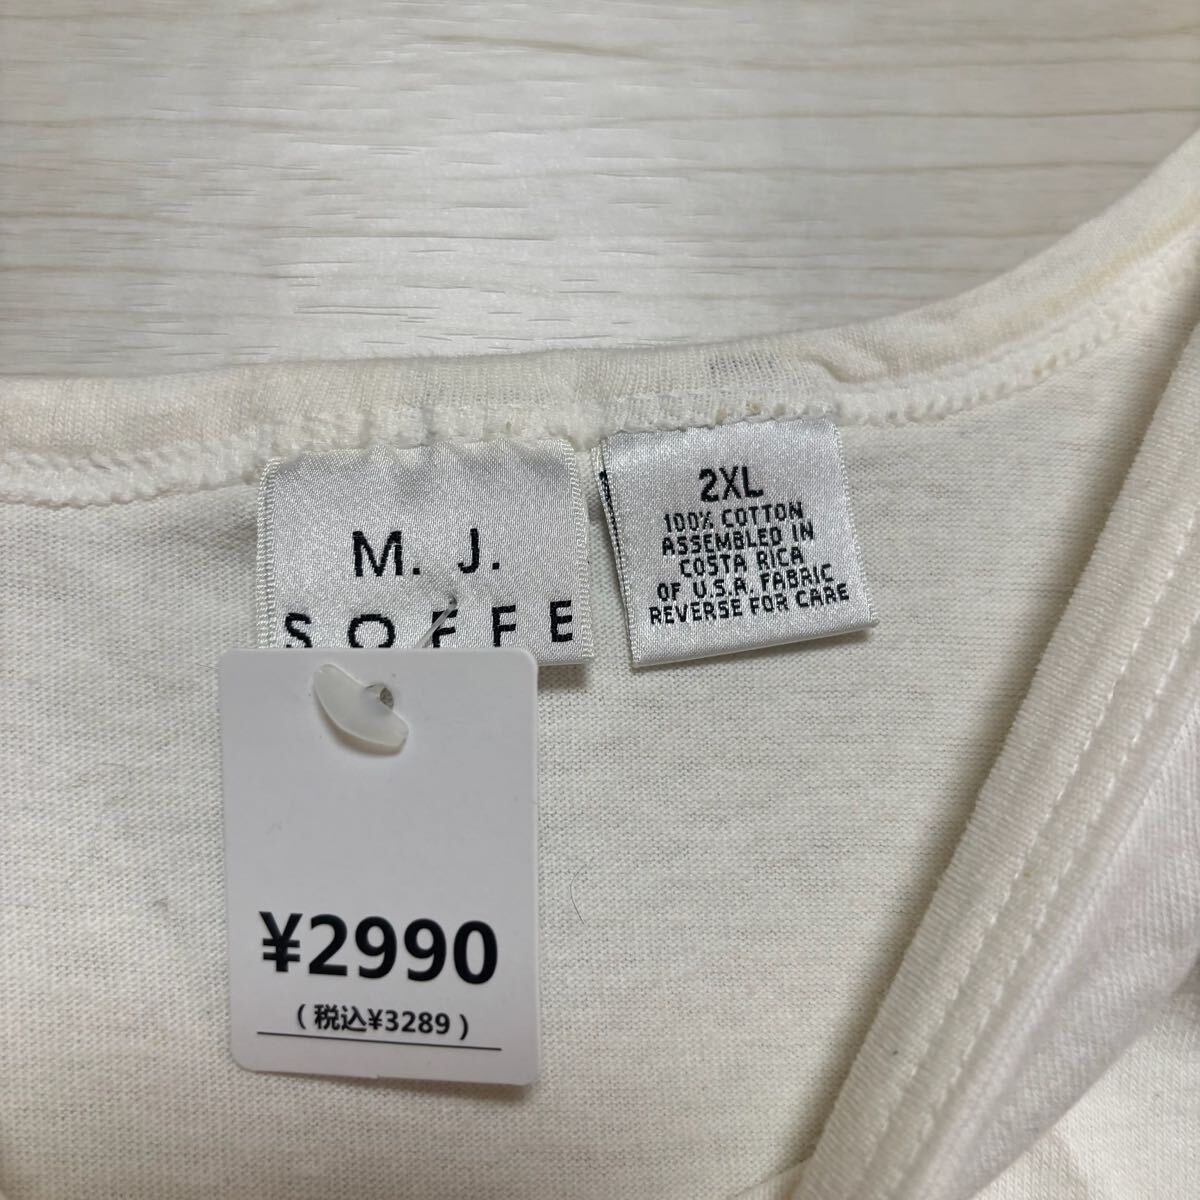 M. J.
SOFFE
2XL
100% COTTON
ASSEMBLED IN
COSTA RICA
OF U.S.A. FABRIC
REVERSE FOR CARE
¥2990
(税込¥3289)